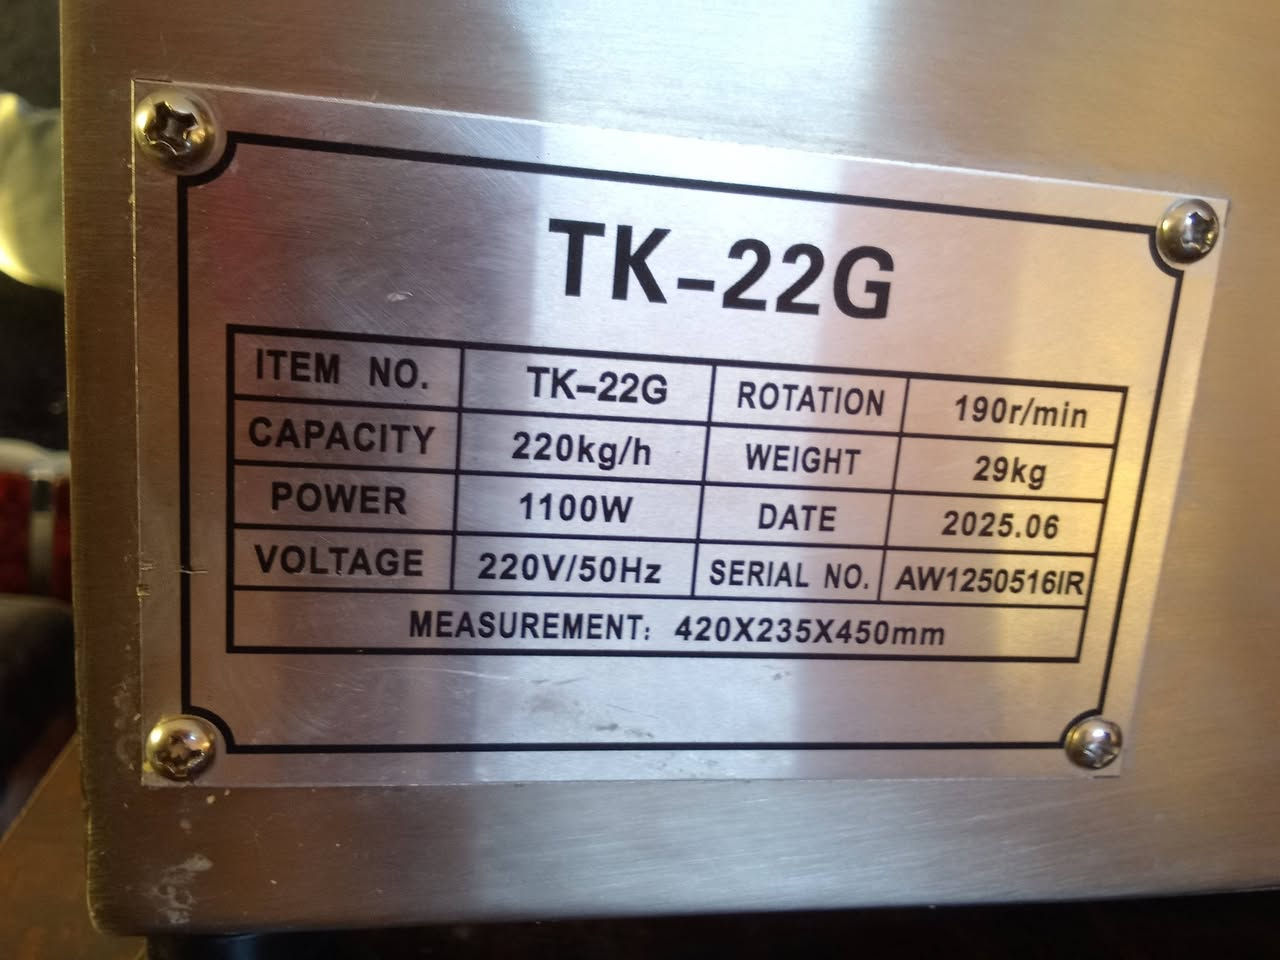 TK-22G
ITEM NO. TK-22G ROTATION 190r/min
CAPACITY 220kg/h WEIGHT 29kg
POWER 1100W DATE 2025.06
VOLTAGE 220V/50Hz SERIAL NO. AW1250516IR
MEASUREMENT: 420X235X450mm